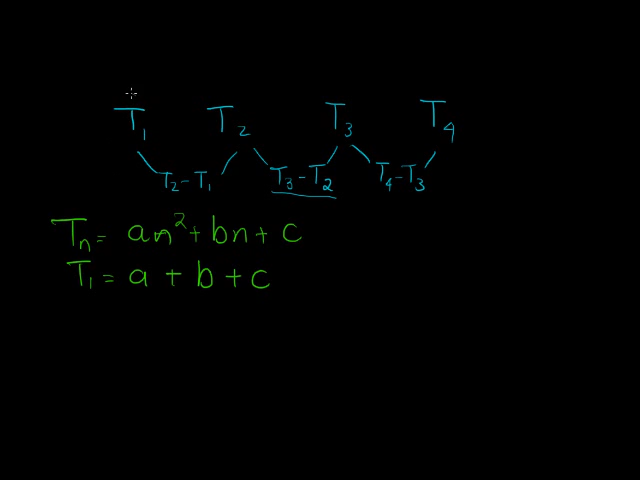 T₁ T₂ T₃ T₄
T₂-T₁ T₃-T₂ T₄-T₃
Tₙ= an²+bn+c
T₁= a+b+c